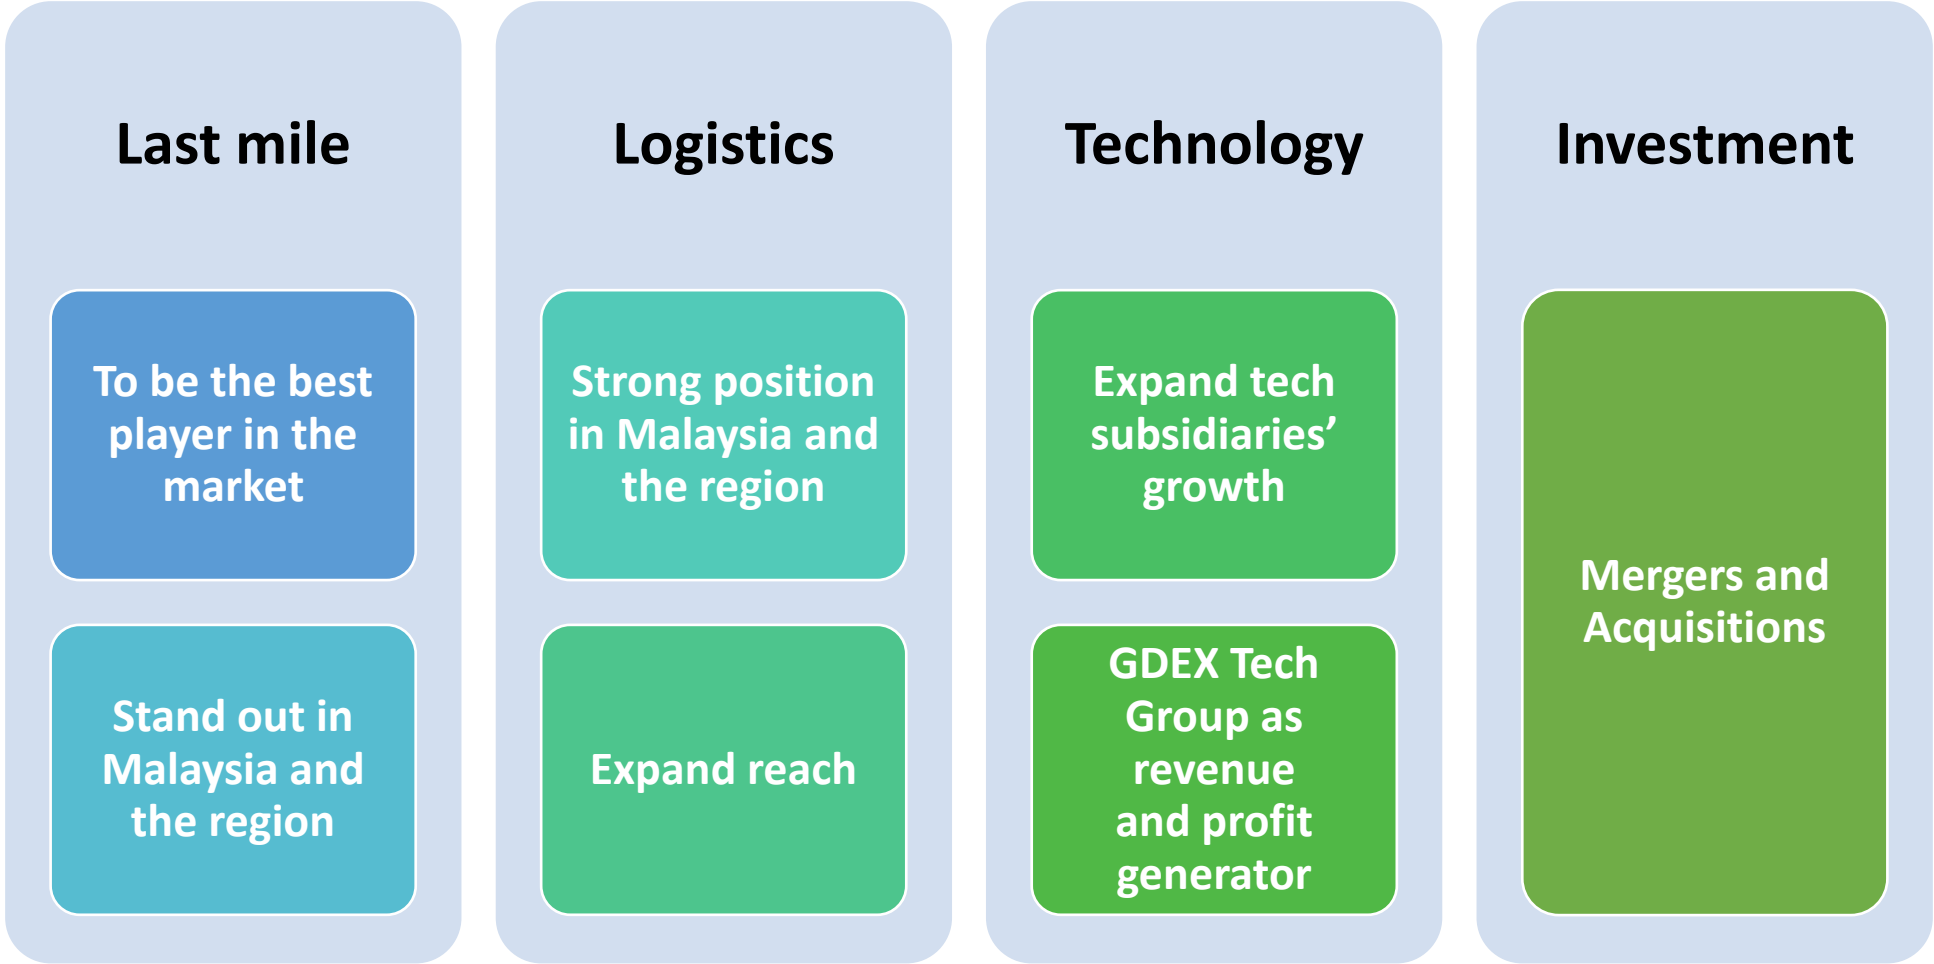 Last mile
To be the best
player in the
market
Stand out in
Malaysia and
the region
Logistics
Strong position
in Malaysia and
the region
Expand reach
Technology
Expand tech
subsidiaries’
growth
GDEX Tech
Group as
revenue
and profit
generator
Investment
Mergers and
Acquisitions